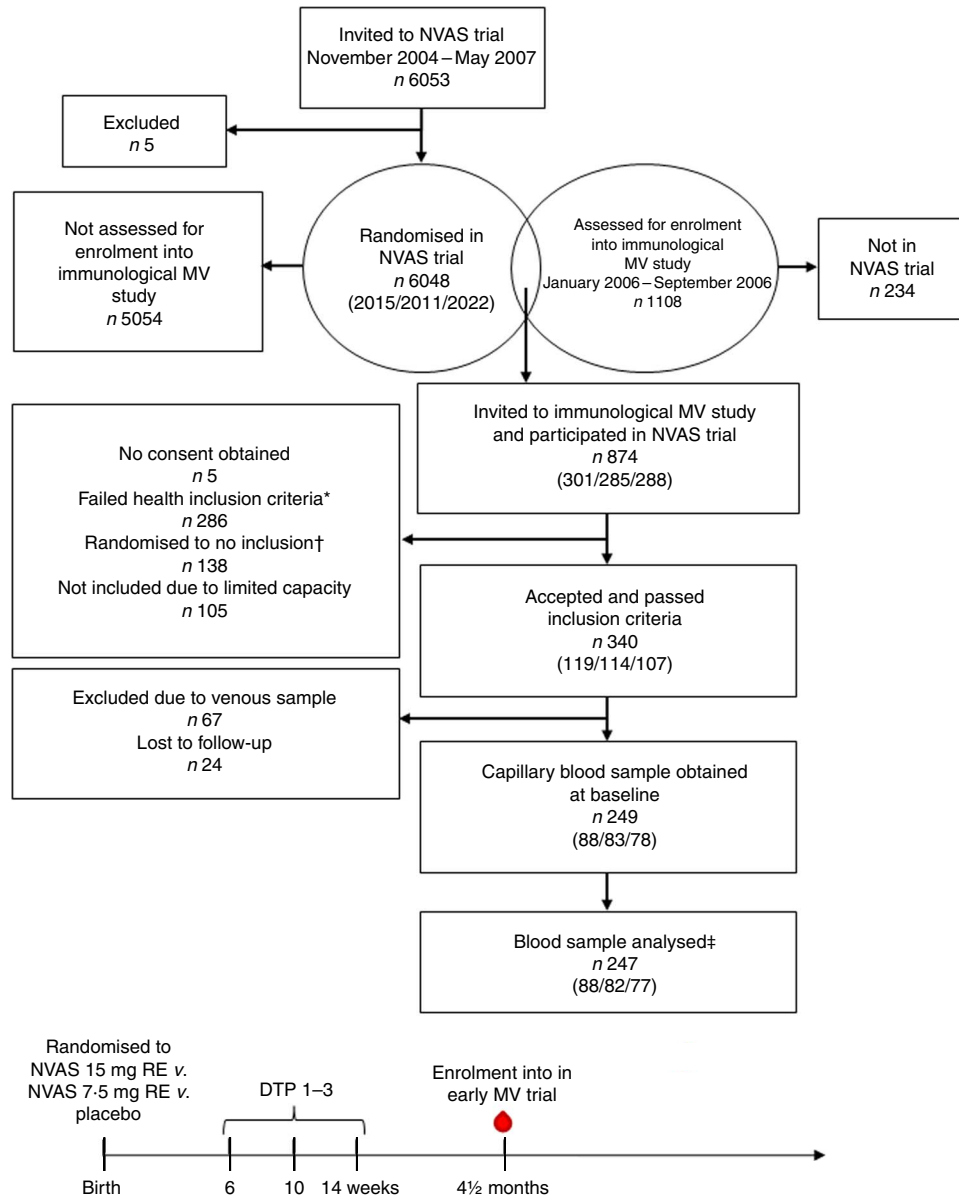 Invited to NVAS trial
November 2004–May 2007
n 6053
Excluded
n 5
Not assessed for
enrolment into
immunological MV
study
n 5054
Randomised in
NVAS trial
n 6048
(2015/2011/2022)
Assessed for enrolment
into immunological
MV study
January 2006–September 2006
n 1108
Not in
NVAS trial
n 234
Invited to immunological MV study
and participated in NVAS trial
n 874
(301/285/288)
No consent obtained
n 5
Failed health inclusion criteria*
n 286
Randomised to no inclusion†
n 138
Not included due to limited capacity
n 105
Accepted and passed
inclusion criteria
n 340
(119/114/107)
Excluded due to venous sample
n 67
Lost to follow-up
n 24
Capillary blood sample obtained
at baseline
n 249
(88/83/78)
Blood sample analysed‡
n 247
(88/82/77)
Randomised to
NVAS 15 mg RE v.
NVAS 7·5 mg RE v.
placebo
DTP 1–3
Enrolment into in
early MV trial
Birth 6 10 14 weeks 4½ months